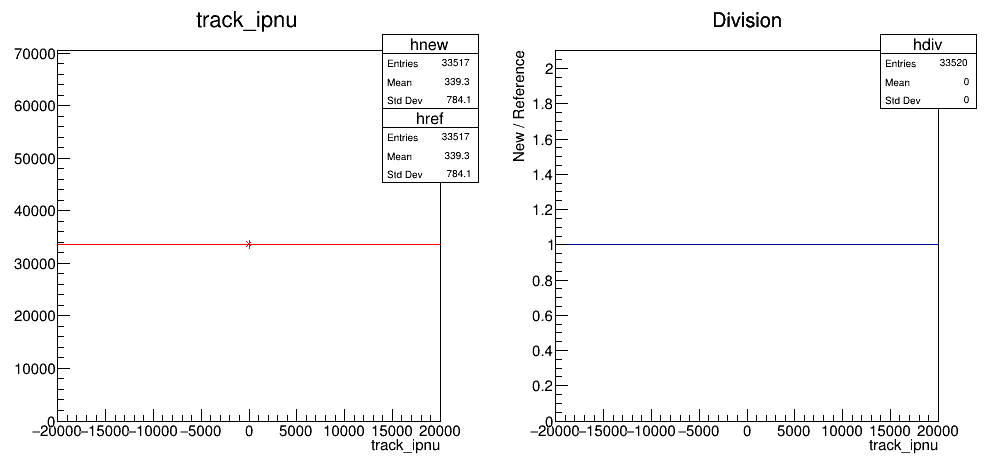 track_ipnu
hnew
Entries 33517
Mean 339.3
Std Dev 784.1
href
Entries 33517
Mean 339.3
Std Dev 784.1
70000
60000
50000
40000
30000
20000
10000
0
−20000 −15000 −10000 −5000 0 5000 10000 15000 20000
track_ipnu
Division
hdiv
Entries 33520
Mean 0
Std Dev 0
New / Reference
2
1.8
1.6
1.4
1.2
1
0.8
0.6
0.4
0.2
0
−20000 −15000 −10000 −5000 0 5000 10000 15000 20000
track_ipnu